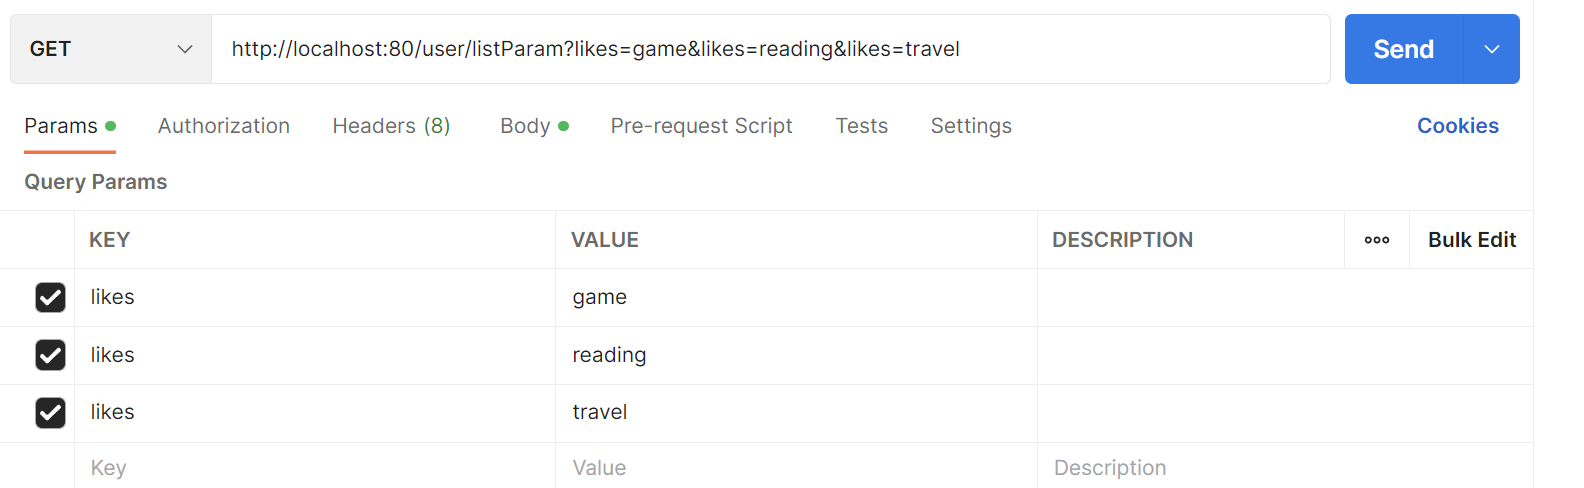 GET http://localhost:80/user/listParam?likes=game&likes=reading&likes=travel Send
Params Authorization Headers (8) Body Pre-request Script Tests Settings Cookies
Query Params
KEY VALUE DESCRIPTION ooo Bulk Edit
likes game
likes reading
likes travel
Key Value Description